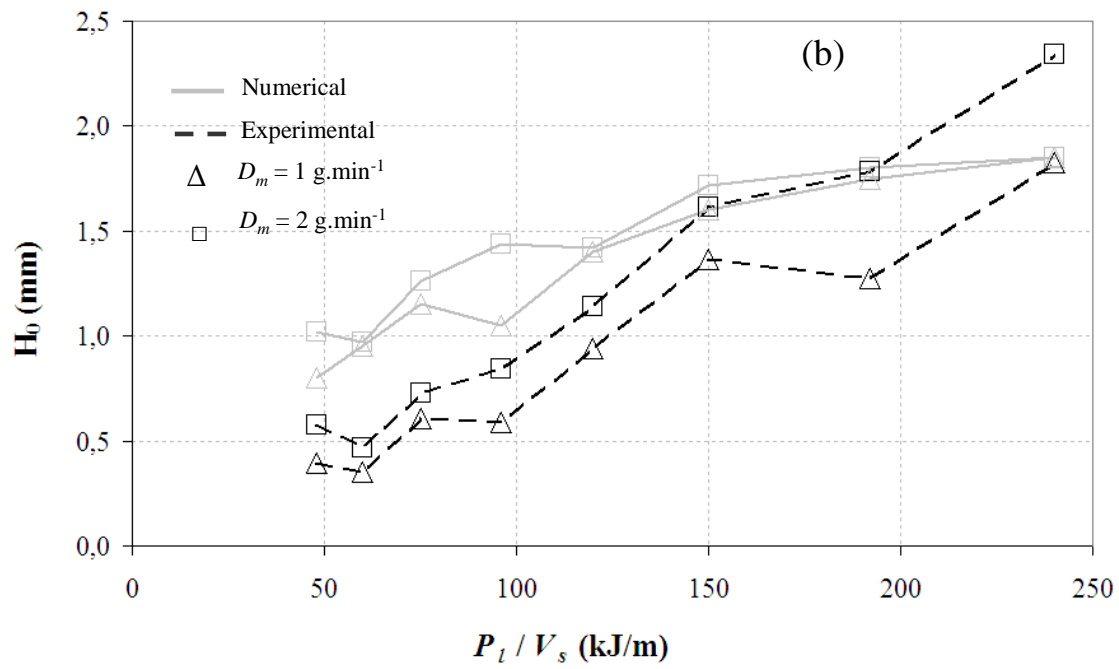 2,5
(b)
Numerical
2,0
Experimental
D_m = 1 g.min⁻¹
1,5
D_m = 2 g.min⁻¹
H₀ (mm)
1,0
0,5
0,0
0 50 100 150 200 250
P_l / V_s (kJ/m)